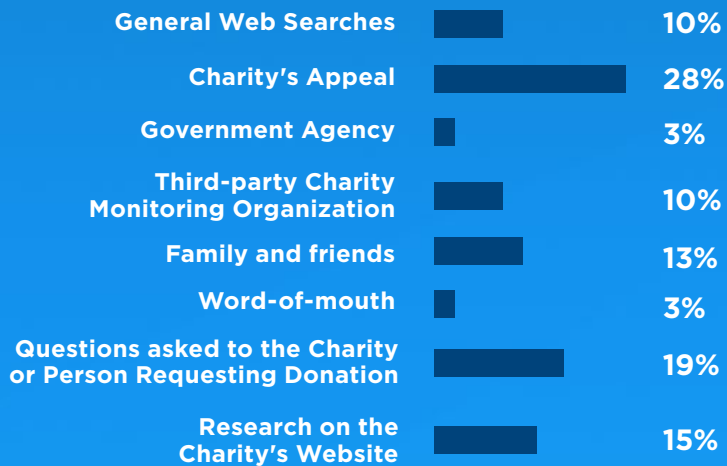 General Web Searches 10%
Charity's Appeal 28%
Government Agency 3%
Third-party Charity
Monitoring Organization 10%
Family and friends 13%
Word-of-mouth 3%
Questions asked to the Charity
or Person Requesting Donation 19%
Research on the
Charity's Website 15%